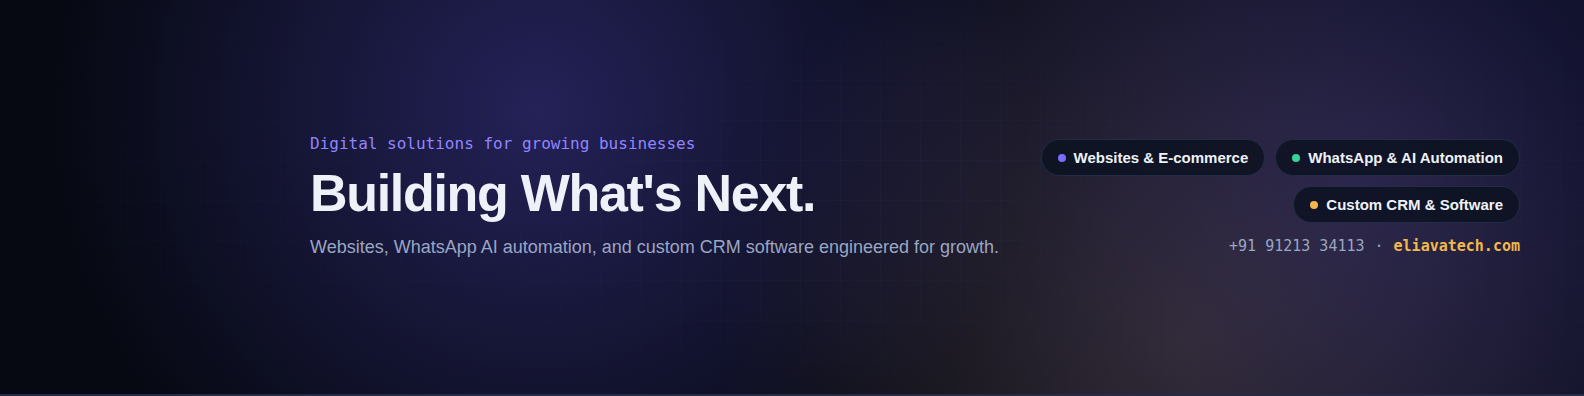 Digital solutions for growing businesses
Building What's Next.
Websites, WhatsApp AI automation, and custom CRM software engineered for growth.
Websites & E-commerce
WhatsApp & AI Automation
Custom CRM & Software
+91 91213 34113 · eliavatech.com